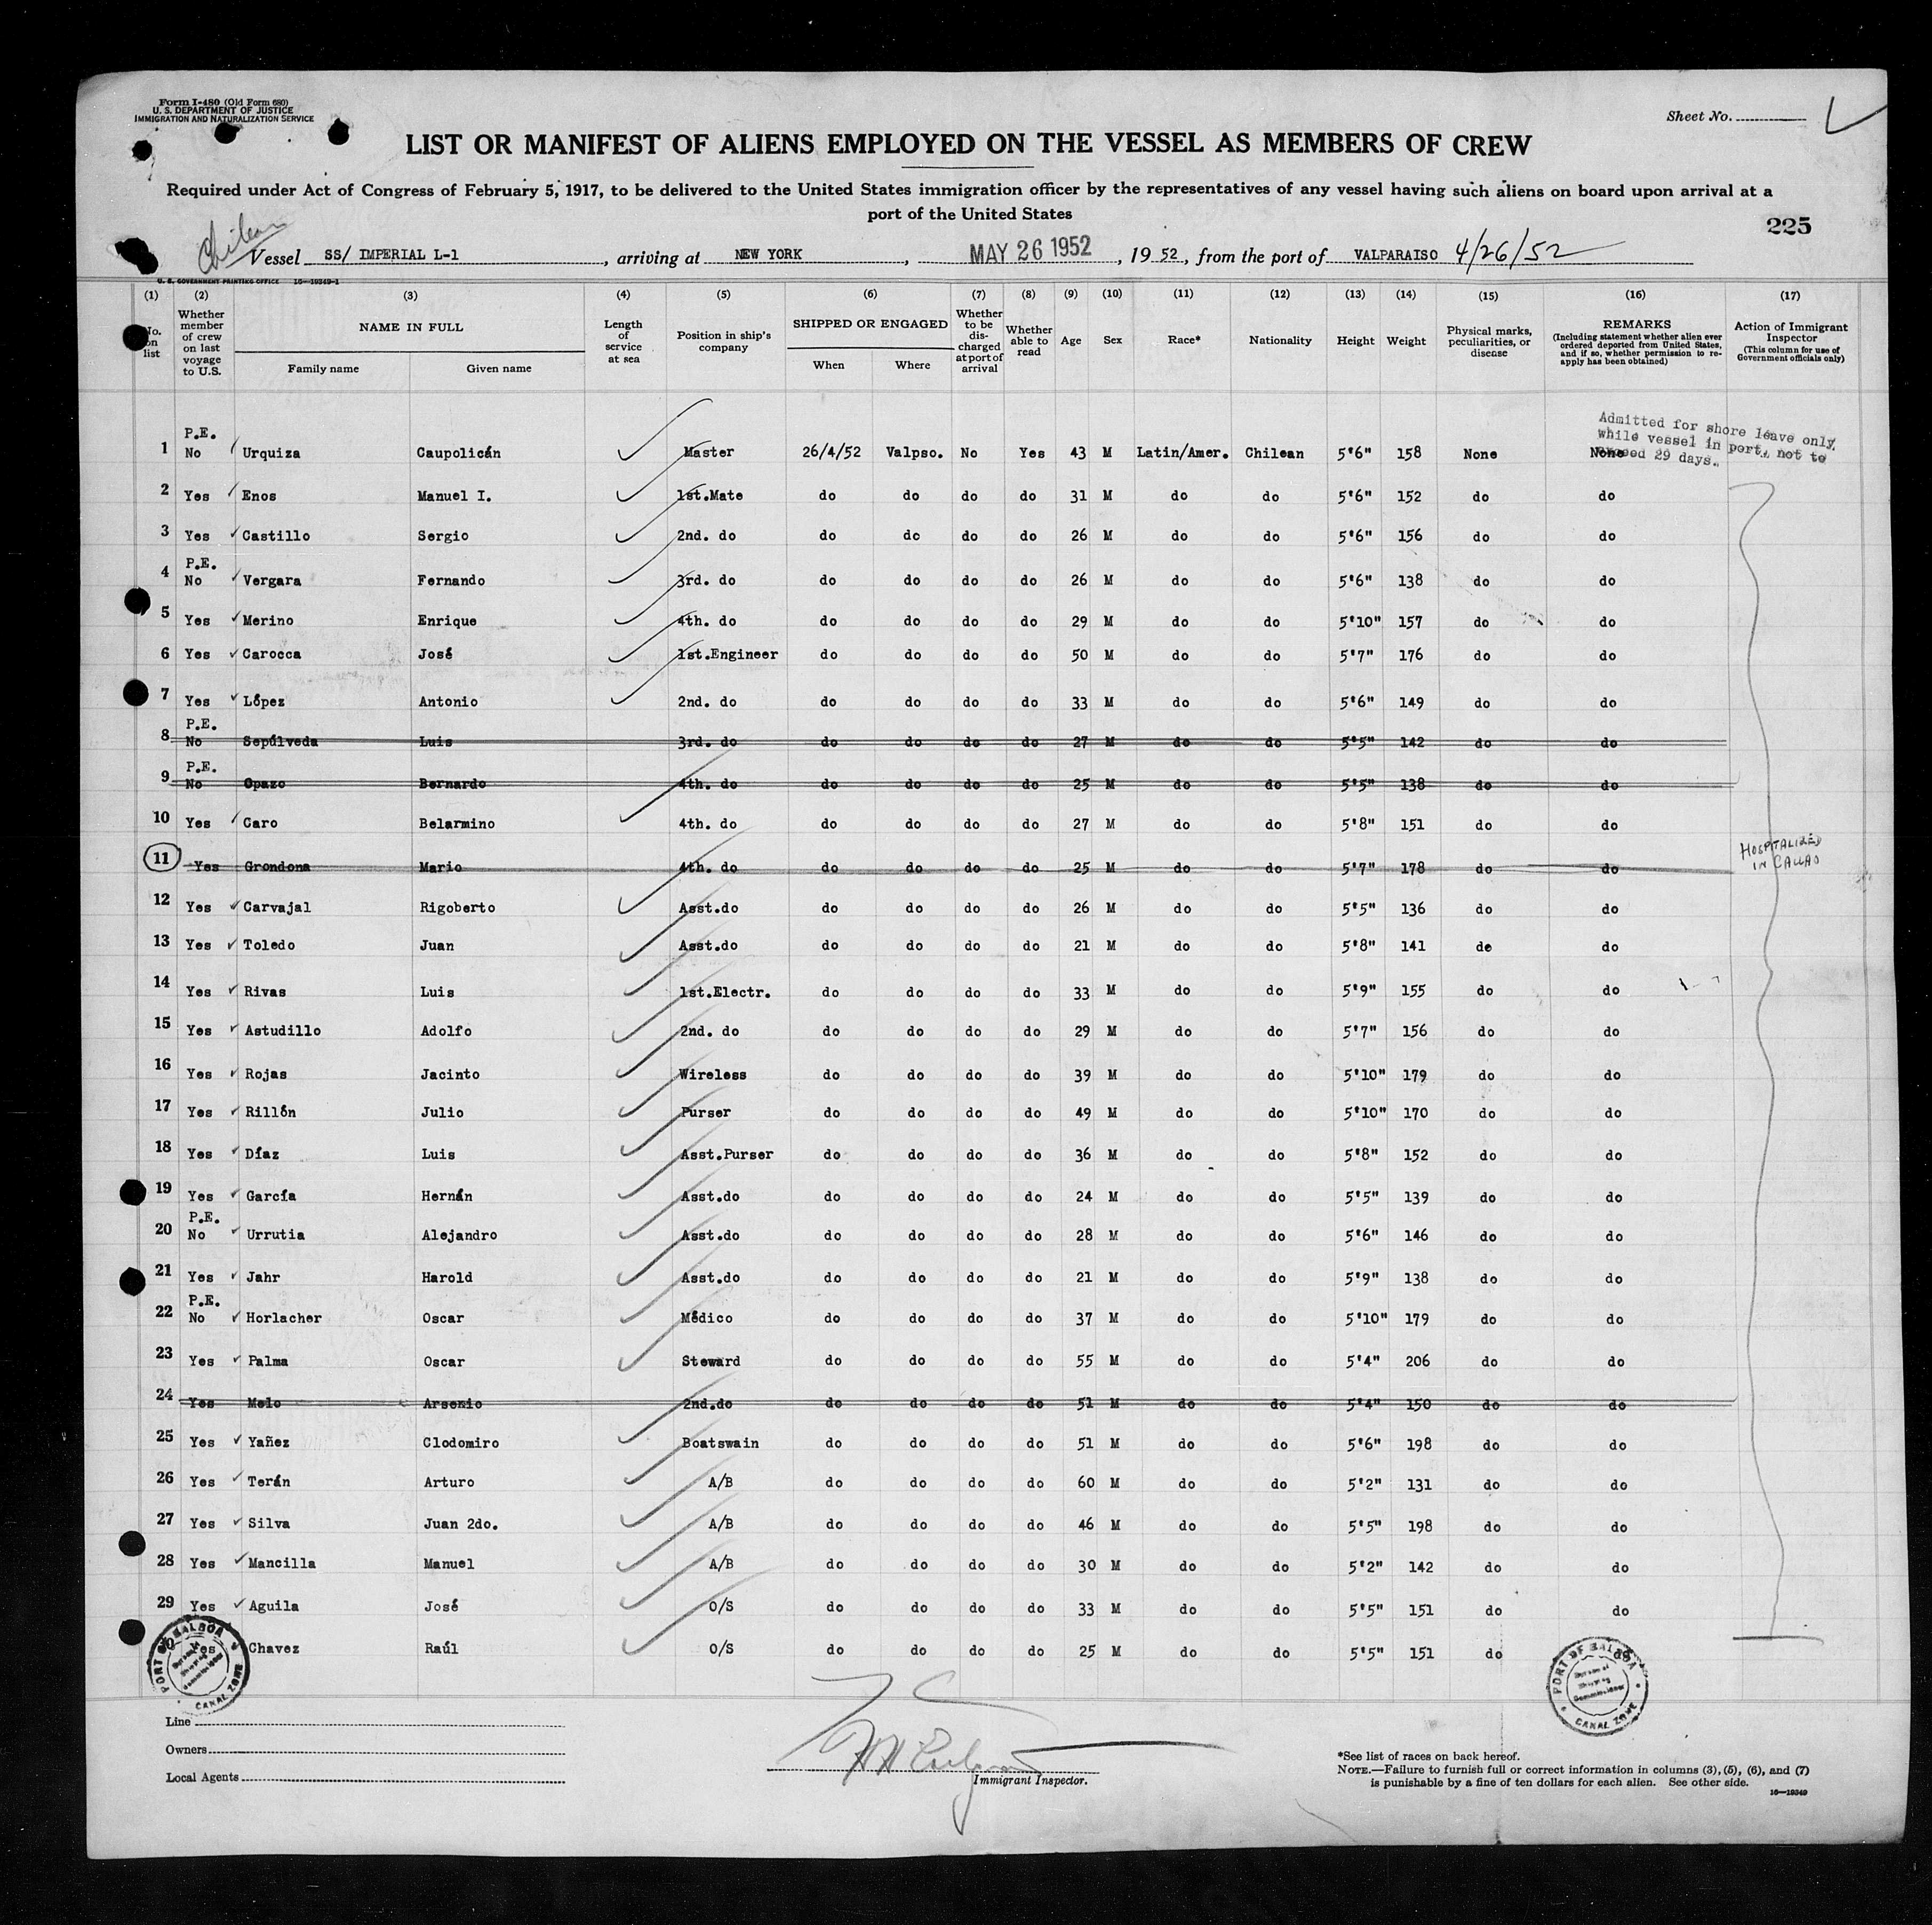 Form I-480 (Old Form 680)
U. S. DEPARTMENT OF JUSTICE
IMMIGRATION AND NATURALIZATION SERVICE
Sheet No.
LIST OR MANIFEST OF ALIENS EMPLOYED ON THE VESSEL AS MEMBERS OF CREW
Required under Act of Congress of February 5, 1917, to be delivered to the United States immigration officer by the representatives of any vessel having such aliens on board upon arrival at a
port of the United States
225
Chilean
Vessel SS/ IMPERIAL L-1, arriving at NEW YORK, MAY 26 1952, 19 52, from the port of VALPARAISO 4/26/52
U. S. GOVERNMENT PRINTING OFFICE 16—19349-1
(1) (2) (3) (4) (5) (6) (7) (8) (9) (10) (11) (12) (13) (14) (15) (16) (17)
No. on list
Whether member of crew on last voyage to U.S.
NAME IN FULL
Family name Given name
Length of service at sea
Position in ship's company
SHIPPED OR ENGAGED
When Where
Whether to be discharged at port of arrival
Whether able to read
Age Sex Race* Nationality Height Weight
Physical marks, peculiarities, or disease
REMARKS
(Including statement whether alien ever ordered deported from United States, and if so, whether permission to re-apply has been obtained)
Action of Immigrant Inspector
(This column for use of Government officials only)
Admitted for shore leave only
while vessel in port, not to
exceed 29 days.
P.E.
1 No Urquiza Caupolicán Master 26/4/52 Valpso. No Yes 43 M Latin/Amer. Chilean 5'6" 158 None None
2 Yes Enos Manuel I. 1st.Mate do do do do 31 M do do 5'6" 152 do do
3 Yes Castillo Sergio 2nd. do do do do do 26 M do do 5'6" 156 do do
P.E.
4 No Vergara Fernando 3rd. do do do do do 26 M do do 5'6" 138 do do
5 Yes Merino Enrique 4th. do do do do do 29 M do do 5'10" 157 do do
6 Yes Carocca José 1st.Engineer do do do do 50 M do do 5'7" 176 do do
7 Yes López Antonio 2nd. do do do do do 33 M do do 5'6" 149 do do
P.E.
8 No Sepúlveda Luis 3rd. do do do do do 27 M do do 5'5" 142 do do
P.E.
9 No Opazo Bernardo 4th. do do do do do 25 M do do 5'5" 138 do do
10 Yes Caro Belarmino 4th. do do do do do 27 M do do 5'8" 151 do do
11 Yes Grondona Mario 4th. do do do do do 25 M do do 5'7" 178 do do HOSPITALIZED
IN CALLAO
12 Yes Carvajal Rigoberto Asst.do do do do do 26 M do do 5'5" 136 do do
13 Yes Toledo Juan Asst.do do do do do 21 M do do 5'8" 141 de do
14 Yes Rivas Luis 1st.Electr. do do do do 33 M do do 5'9" 155 do do
15 Yes Astudillo Adolfo 2nd. do do do do do 29 M do do 5'7" 156 do do
16 Yes Rojas Jacinto Wireless do do do do 39 M do do 5'10" 179 do do
17 Yes Rillón Julio Purser do do do do 49 M do do 5'10" 170 do do
18 Yes Díaz Luis Asst.Purser do do do do 36 M do do 5'8" 152 do do
19 Yes García Hernán Asst.do do do do do 24 M do do 5'5" 139 do do
P.E.
20 No Urrutia Alejandro Asst.do do do do do 28 M do do 5'6" 146 do do
21 Yes Jahr Harold Asst.do do do do do 21 M do do 5'9" 138 do do
P.E.
22 No Horlacher Oscar Médico do do do do 37 M do do 5'10" 179 do do
23 Yes Palma Oscar Steward do do do do 55 M do do 5'4" 206 do do
24 Yes Melo Arsenio 2nd.do do do do do 51 M do do 5'4" 150 do do
25 Yes Yañez Clodomiro Boatswain do do do do 51 M do do 5'6" 198 do do
26 Yes Terán Arturo A/B do do do do 60 M do do 5'2" 131 do do
27 Yes Silva Juan 2do. A/B do do do do 46 M do do 5'5" 198 do do
28 Yes Mancilla Manuel A/B do do do do 30 M do do 5'2" 142 do do
29 Yes Aguila José O/S do do do do 33 M do do 5'5" 151 do do
Yes Chavez Raúl O/S do do do do 25 M do do 5'5" 151 do
PORT OF BALBOA
CANAL ZONE
PORT OF BALBOA
Commissioner
CANAL ZONE
Line
Owners
Local Agents
Immigrant Inspector.
*See list of races on back hereof.
NOTE.—Failure to furnish full or correct information in columns (3), (5), (6), and (7)
is punishable by a fine of ten dollars for each alien. See other side.
16—19349